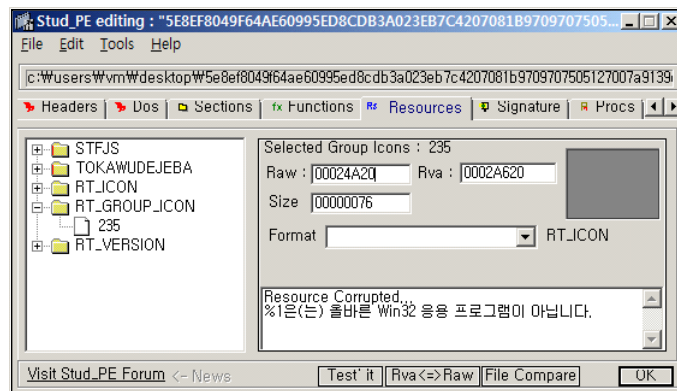 Stud_PE editing : "5E8EF8049F64AE60995ED8CDB3A023EB7C4207081B9709707505...
File Edit Tools Help
c:₩users₩vm₩desktop₩5e8ef8049f64ae60995ed8cdb3a023eb7c4207081b9709707505127007a9139
Headers Dos Sections fx Functions Rs Resources Signature Procs
STFJS
TOKAWUDEJEBA
RT_ICON
RT_GROUP_ICON
235
RT_VERSION
Selected Group Icons : 235
Raw : 00024A20 Rva : 0002A620
Size 00000076
Format RT_ICON
Resource Corrupted...
%1은(는) 올바른 Win32 응용 프로그램이 아닙니다.
Visit Stud_PE Forum <- News Test' it Rva<=>Raw File Compare OK